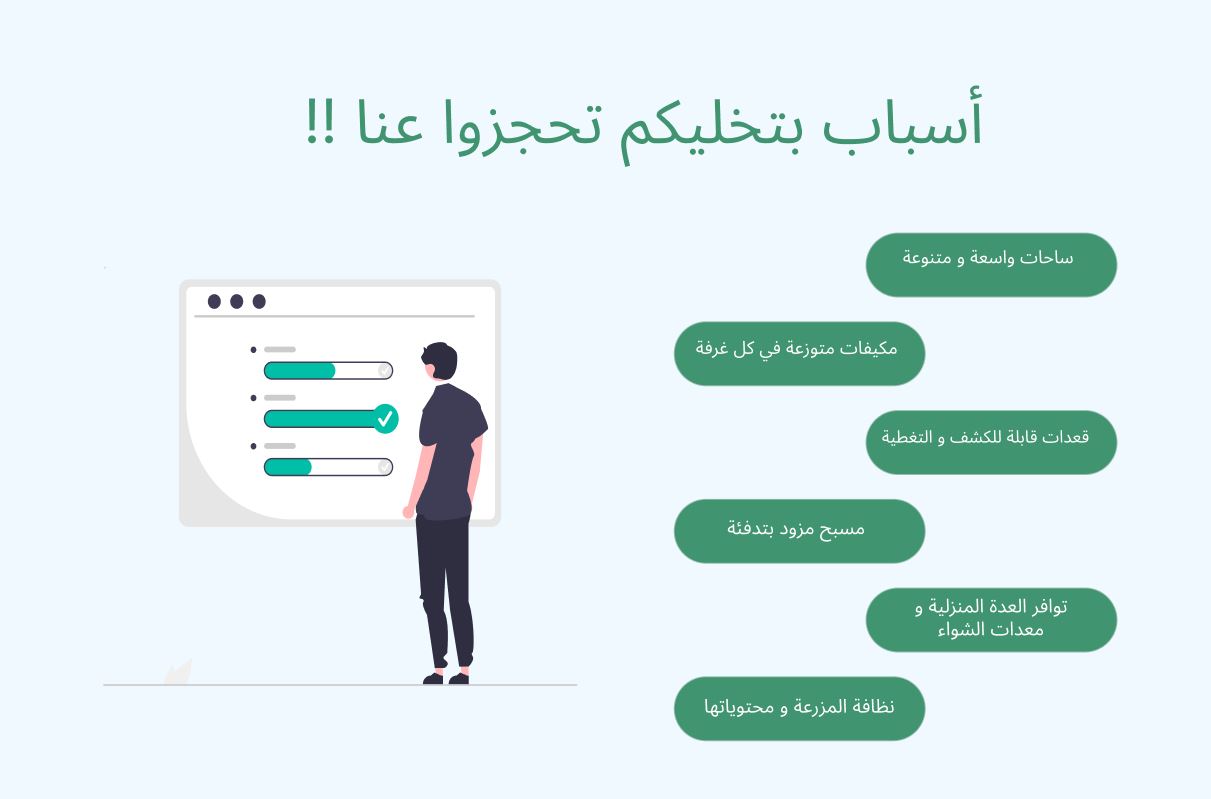 أسباب بتخليكم تحجزوا عنا !!
ساحات واسعة و متنوعة
مكيفات متوزعة في كل غرفة
قعدات قابلة للكشف و التغطية
مسبح مزود بتدفئة
توافر العدة المنزلية و
معدات الشواء
نظافة المزرعة و محتوياتها